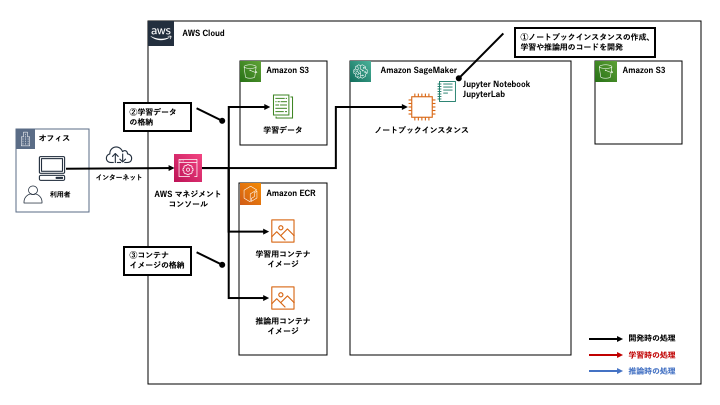 aws
AWS Cloud
①ノートブックインスタンスの作成、
学習や推論用のコードを開発
Amazon S3
Amazon SageMaker
Amazon S3
Jupyter Notebook
JupyterLab
②学習データ
の格納
学習データ
ノートブックインスタンス
オフィス
インターネット
利用者
AWS マネジメント
コンソール
Amazon ECR
学習用コンテナ
イメージ
③コンテナ
イメージの格納
推論用コンテナ
イメージ
開発時の処理
学習時の処理
推論時の処理